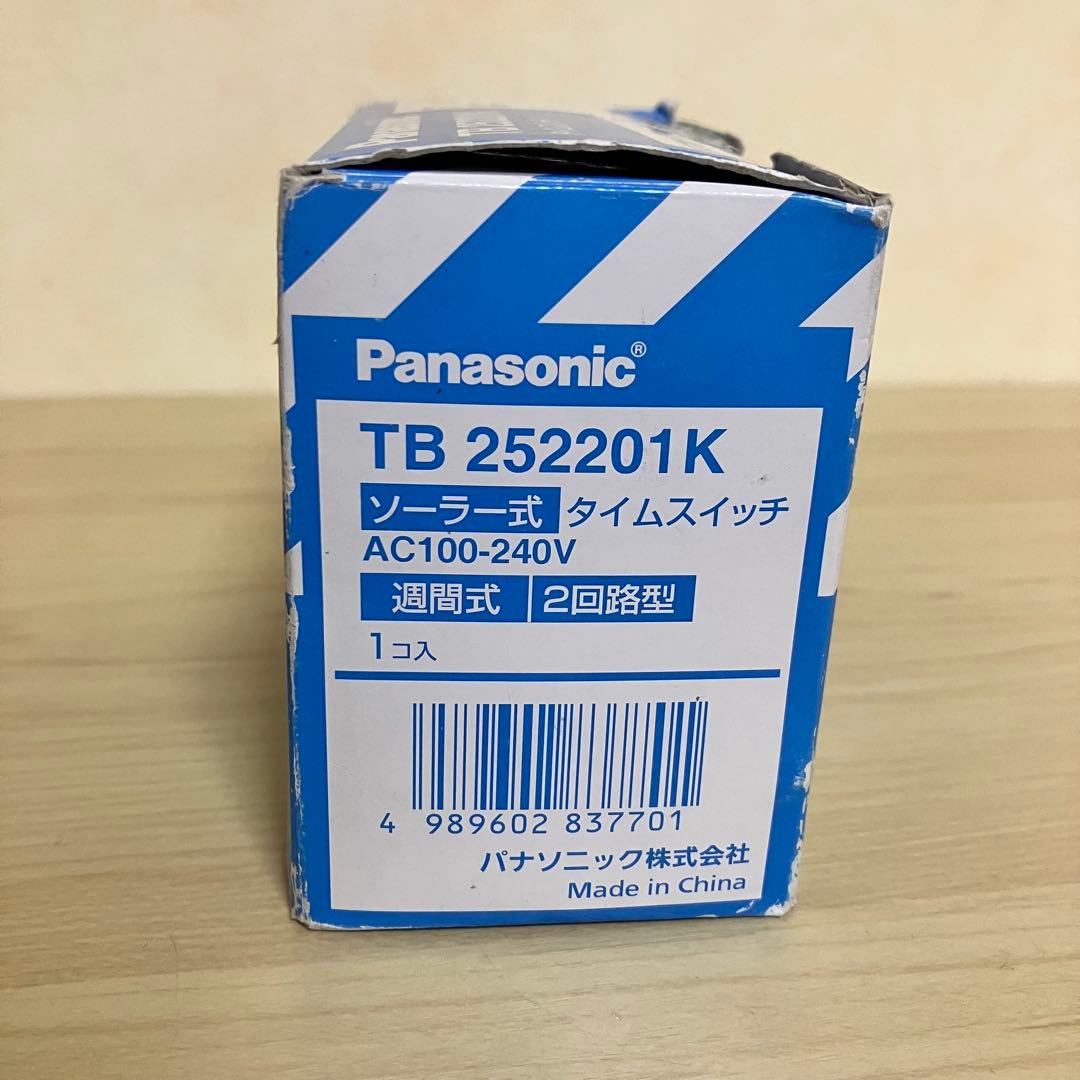 Panasonic®
TB 252201K
ソーラー式 タイムスイッチ
AC100-240V
週間式 2回路型
1コ入
4 989602 837701
パナソニック株式会社
Made in China